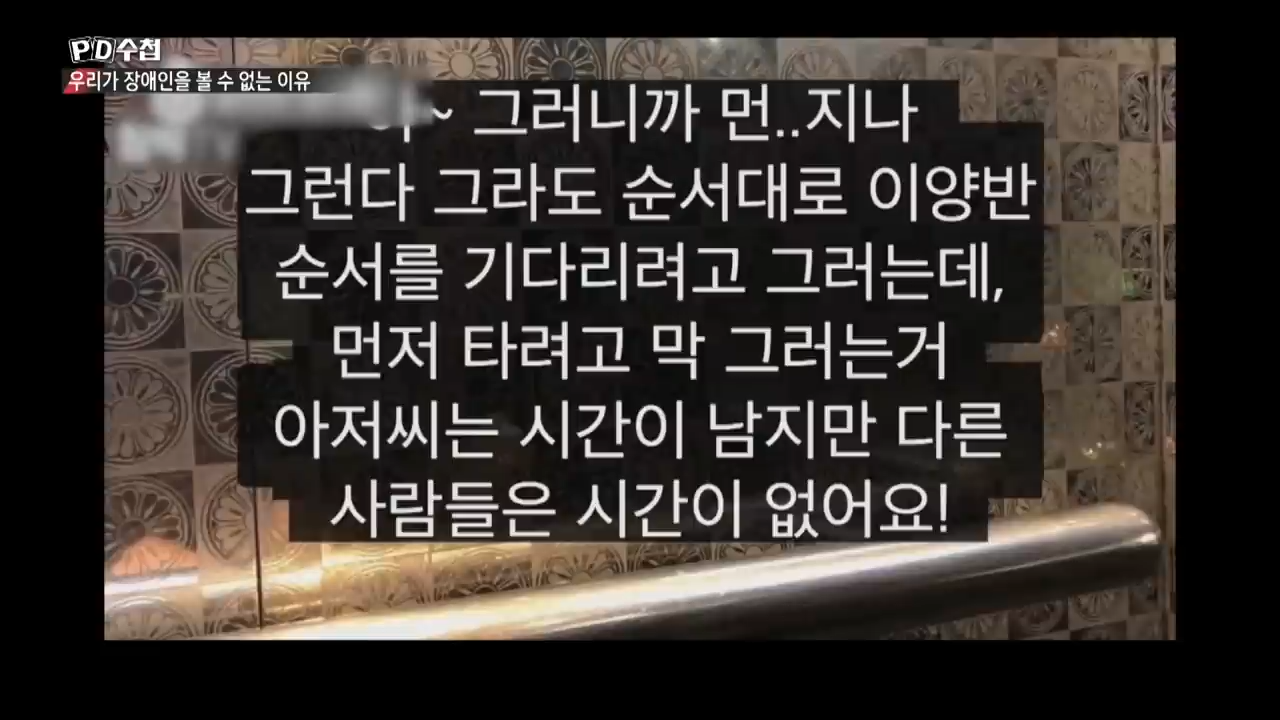 PD수첩
우리가 장애인을 볼 수 없는 이유
~ 그러니까 먼..지나
그런다 그라도 순서대로 이양반
순서를 기다리려고 그러는데,
먼저 타려고 막 그러는거
아저씨는 시간이 남지만 다른
사람들은 시간이 없어요!